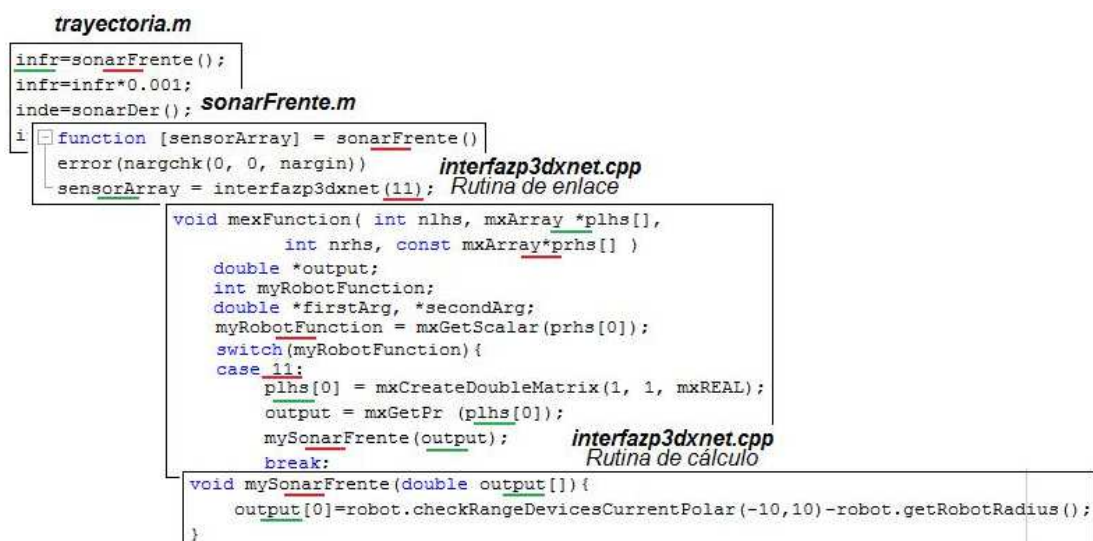 trayectoria.m
infr=sonarFrente();
infr=infr*0.001;
inde=sonarDer();
i
sonarFrente.m
function [sensorArray] = sonarFrente()
error(nargchk(0, 0, nargin))
sensorArray = interfazp3dxnet(11);
interfazp3dxnet.cpp
Rutina de enlace
void mexFunction( int nlhs, mxArray *plhs[],
int nrhs, const mxArray*prhs[] )
double *output;
int myRobotFunction;
double *firstArg, *secondArg;
myRobotFunction = mxGetScalar(prhs[0]);
switch(myRobotFunction){
case 11:
plhs[0] = mxCreateDoubleMatrix(1, 1, mxREAL);
output = mxGetPr (plhs[0]);
mySonarFrente(output);
break;
interfazp3dxnet.cpp
Rutina de cálculo
void mySonarFrente(double output[]){
output[0]=robot.checkRangeDevicesCurrentPolar(-10,10)-robot.getRobotRadius();
}